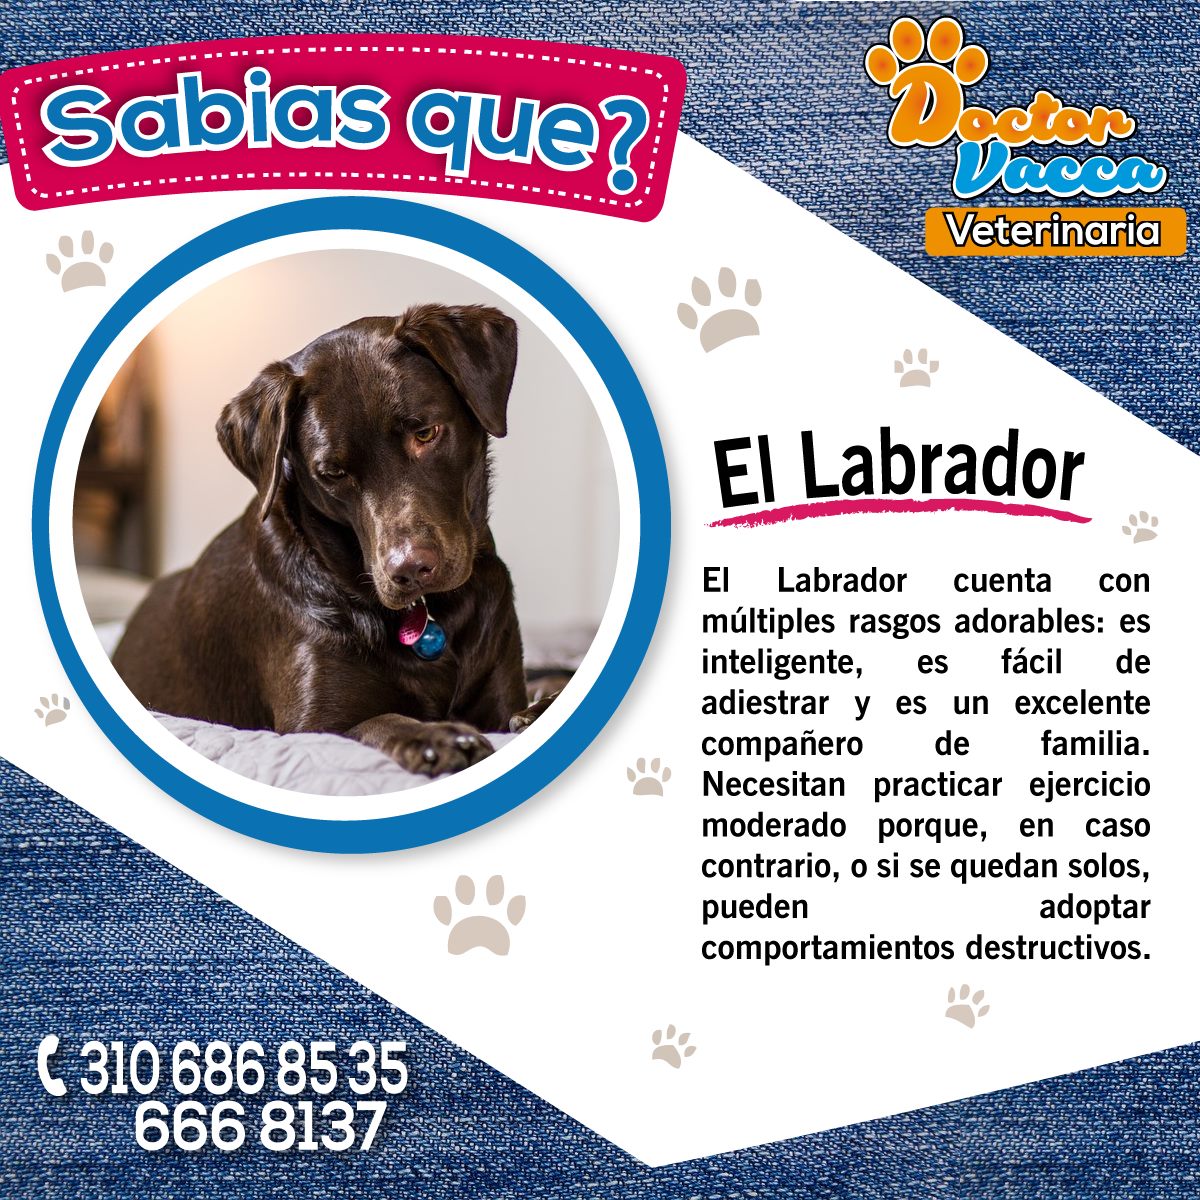 Sabias que?
Doctor
Vacca
Veterinaria
El Labrador
El Labrador cuenta con
múltiples rasgos adorables: es
inteligente, es fácil de
adiestrar y es un excelente
compañero de familia.
Necesitan practicar ejercicio
moderado porque, en caso
contrario, o si se quedan solos,
pueden adoptar
comportamientos destructivos.
310 686 85 35
666 8137